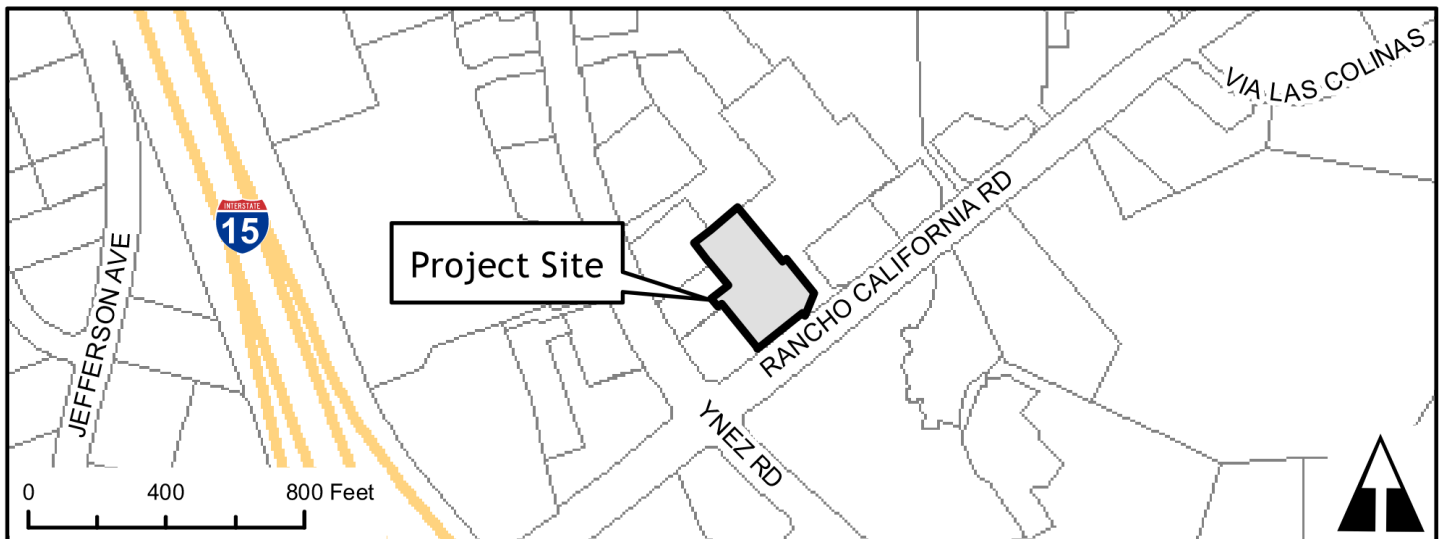 VIA LAS COLINAS
INTERSTATE
15
RANCHO CALIFORNIA RD
Project Site
JEFFERSON AVE
YNEZ RD
0 400 800 Feet